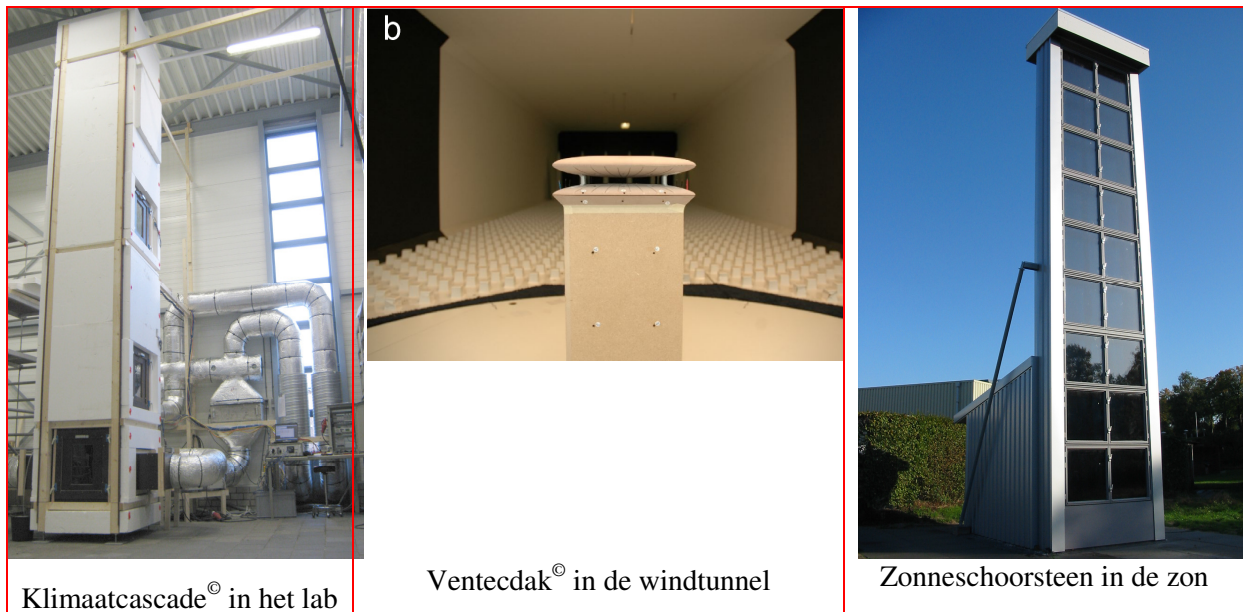 b
Klimaatcascade© in het lab
Ventecdak© in de windtunnel
Zonneschoorsteen in de zon